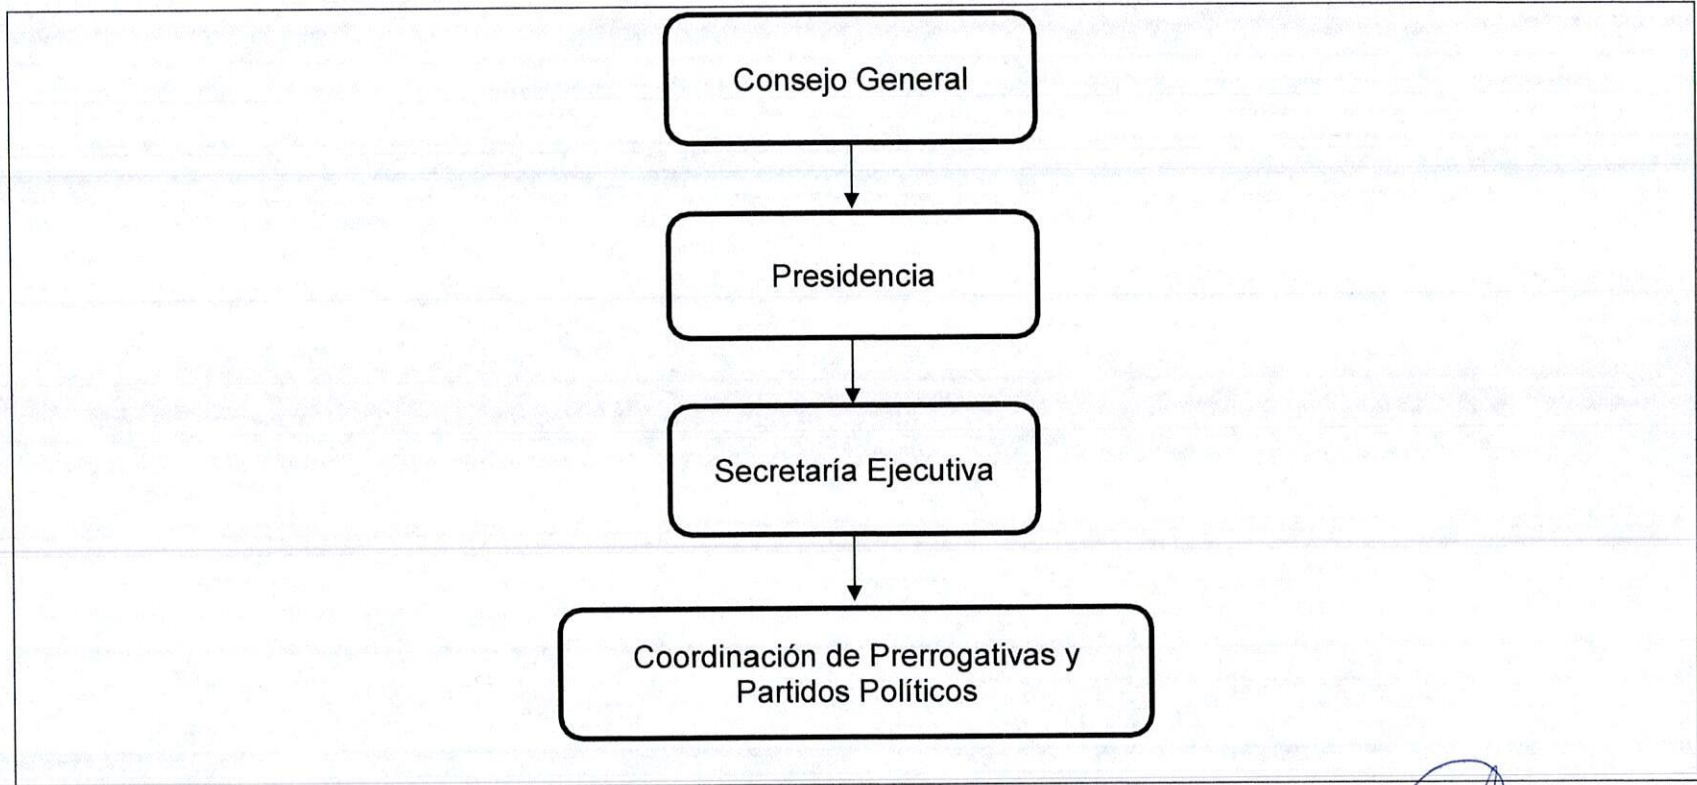 Consejo General
Presidencia
Secretaría Ejecutiva
Coordinación de Prerrogativas y
Partidos Políticos